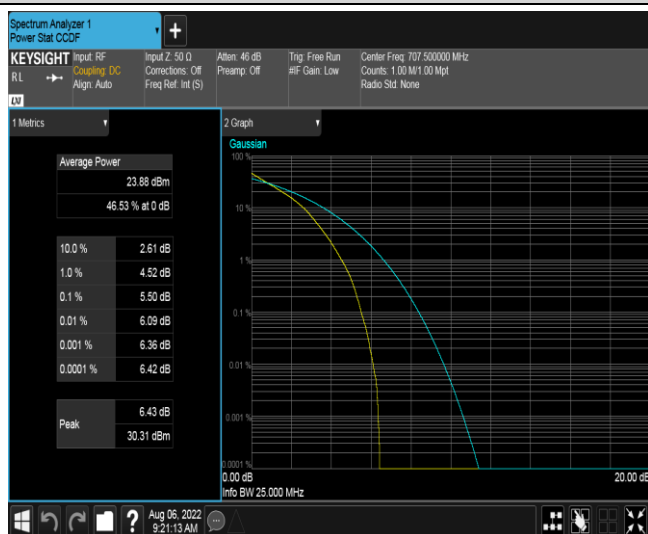 Spectrum Analyzer 1
Power Stat CCDF
+
KEYSIGHT
R L
LXI
Input: RF
Coupling: DC
Align: Auto
Input Z: 50 Ω
Corrections: Off
Freq Ref: Int (S)
Atten: 46 dB
Preamp: Off
Trig: Free Run
#IF Gain: Low
Center Freq: 707.500000 MHz
Counts: 1.00 M/1.00 Mpt
Radio Std: None
1 Metrics
Average Power
23.88 dBm
46.53 % at 0 dB
10.0 % 2.61 dB
1.0 % 4.52 dB
0.1 % 5.50 dB
0.01 % 6.09 dB
0.001 % 6.36 dB
0.0001 % 6.42 dB
Peak
6.43 dB
30.31 dBm
2 Graph
Gaussian
100 %
10 %
1 %
0.1 %
0.01 %
0.001 %
0.0001 %
0.00 dB 20.00 dB
Info BW 25.000 MHz
?
Aug 06, 2022
9:21:13 AM